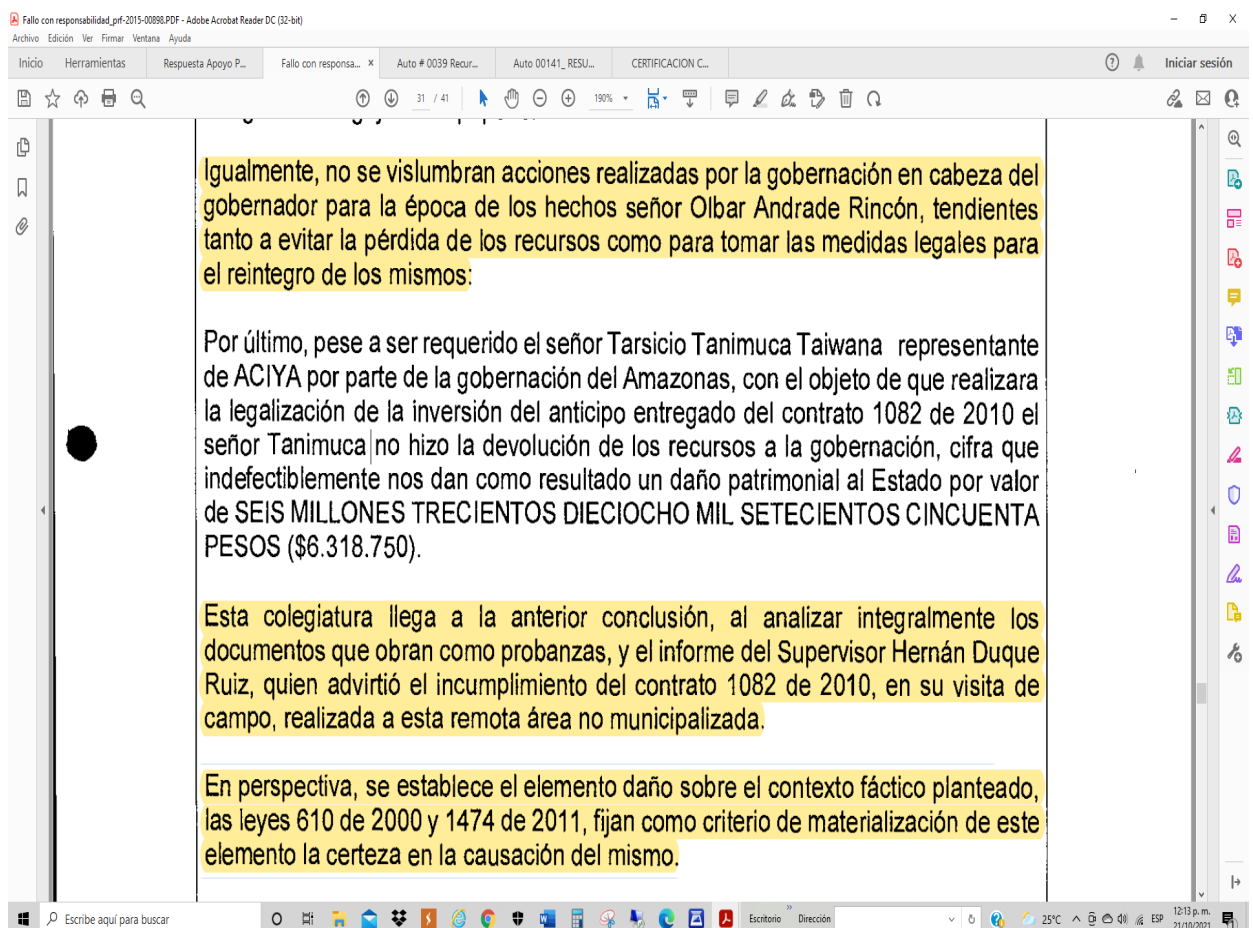 Fallo con responsabilidad_prf-2015-00898.PDF - Adobe Acrobat Reader DC (32-bit)
Archivo Edición Ver Firmar Ventana Ayuda
Inicio Herramientas Respuesta Apoyo P... Fallo con responsa... × Auto # 0039 Recur... Auto 00141_ RESU... CERTIFICACION C... Iniciar sesión
31 / 41 190%
Igualmente, no se vislumbran acciones realizadas por la gobernación en cabeza del
gobernador para la época de los hechos señor Olbar Andrade Rincón, tendientes
tanto a evitar la pérdida de los recursos como para tomar las medidas legales para
el reintegro de los mismos:
Por último, pese a ser requerido el señor Tarsicio Tanimuca Taiwana representante
de ACIYA por parte de la gobernación del Amazonas, con el objeto de que realizara
la legalización de la inversión del anticipo entregado del contrato 1082 de 2010 el
señor Tanimuca no hizo la devolución de los recursos a la gobernación, cifra que
indefectiblemente nos dan como resultado un daño patrimonial al Estado por valor
de SEIS MILLONES TRECIENTOS DIECIOCHO MIL SETECIENTOS CINCUENTA
PESOS ($6.318.750).
Esta colegiatura llega a la anterior conclusión, al analizar integralmente los
documentos que obran como probanzas, y el informe del Supervisor Hernán Duque
Ruiz, quien advirtió el incumplimiento del contrato 1082 de 2010, en su visita de
campo, realizada a esta remota área no municipalizada.
En perspectiva, se establece el elemento daño sobre el contexto fáctico planteado,
las leyes 610 de 2000 y 1474 de 2011, fijan como criterio de materialización de este
elemento la certeza en la causación del mismo.
Escribe aquí para buscar Escritorio Dirección 25°C ESP 12:13 p. m.
21/10/2021